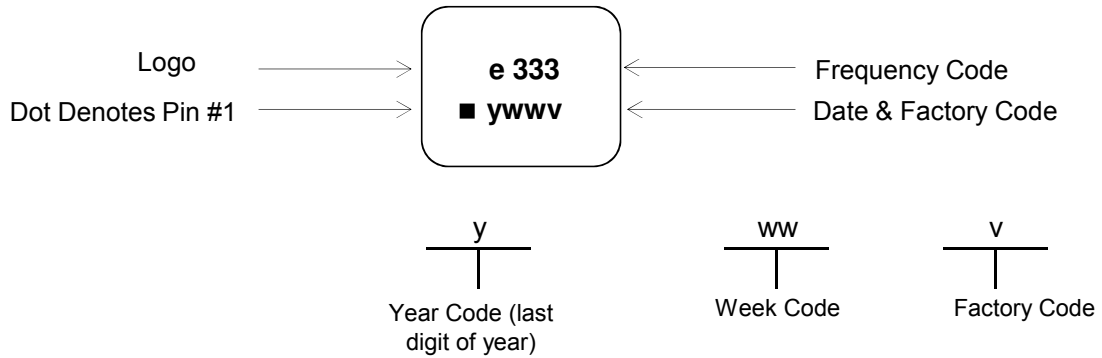 Logo
e 333
Frequency Code
Dot Denotes Pin #1
■ ywwv
Date & Factory Code
y
ww
v
Year Code (last
digit of year)
Week Code
Factory Code